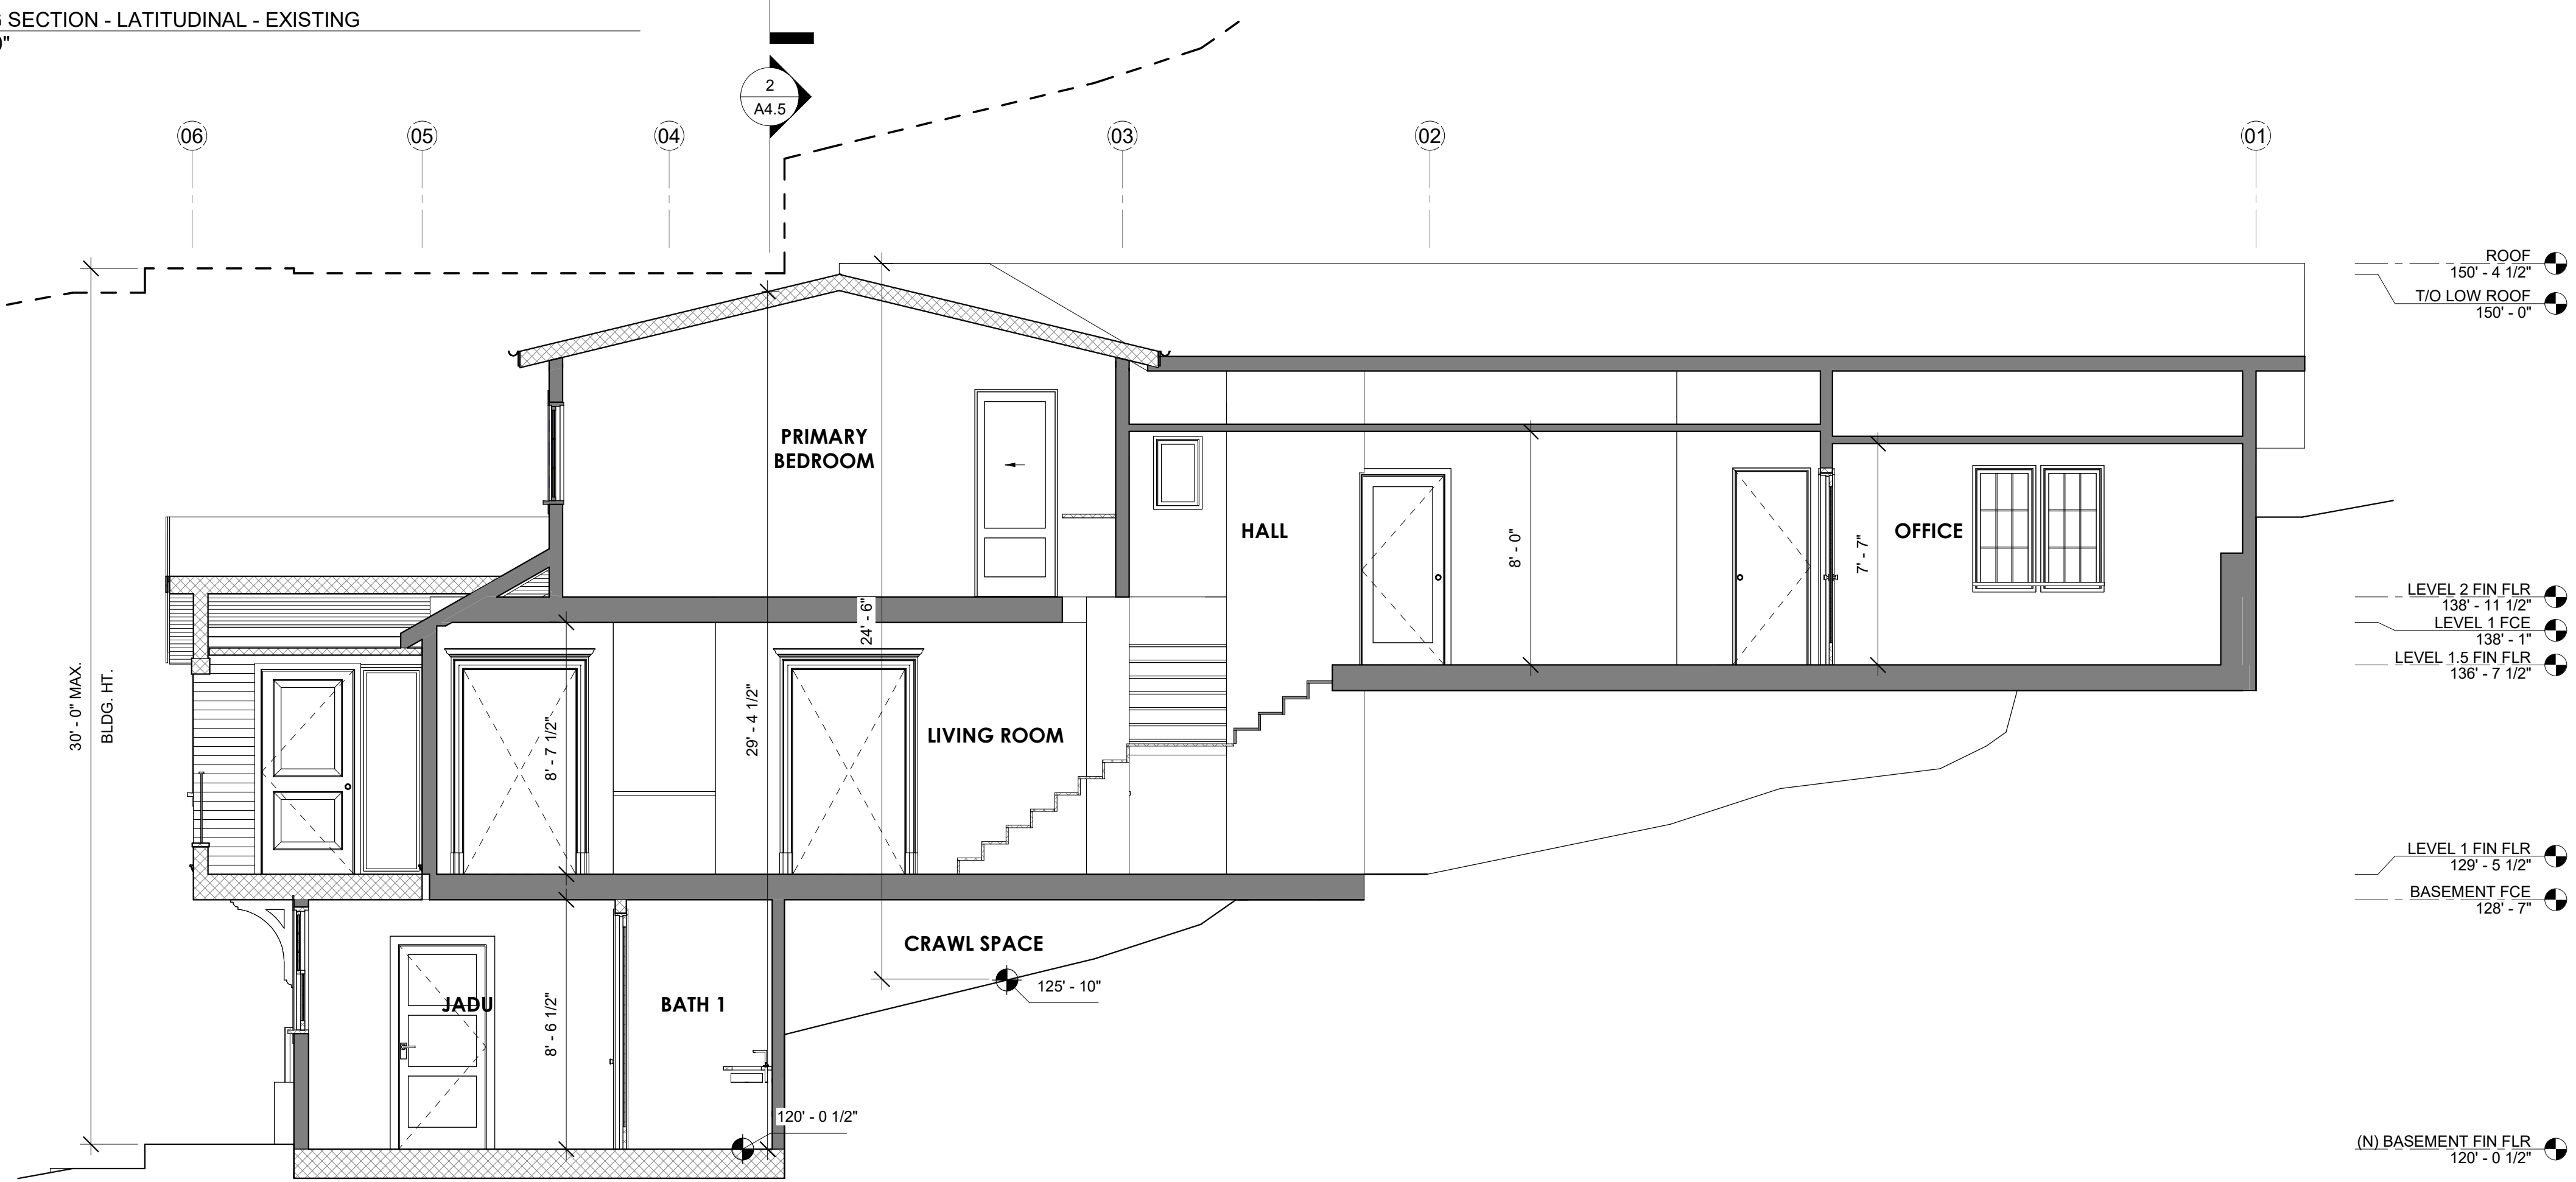 SECTION - LATITUDINAL - EXISTING
2
A4.5
06
05
04
03
02
01
ROOF
150' - 4 1/2"
T/O LOW ROOF
150' - 0"
PRIMARY
BEDROOM
HALL
8' - 0"
7' - 7"
OFFICE
LEVEL 2 FIN FLR
138' - 11 1/2"
LEVEL 1 FCE
138' - 1"
LEVEL 1.5 FIN FLR
136' - 7 1/2"
24' - 6"
30' - 0" MAX.
BLDG. HT.
8' - 7 1/2"
29' - 4 1/2"
LIVING ROOM
LEVEL 1 FIN FLR
129' - 5 1/2"
BASEMENT FCE
128' - 7"
CRAWL SPACE
125' - 10"
JADU
8' - 6 1/2"
BATH 1
120' - 0 1/2"
(N) BASEMENT FIN FLR
120' - 0 1/2"